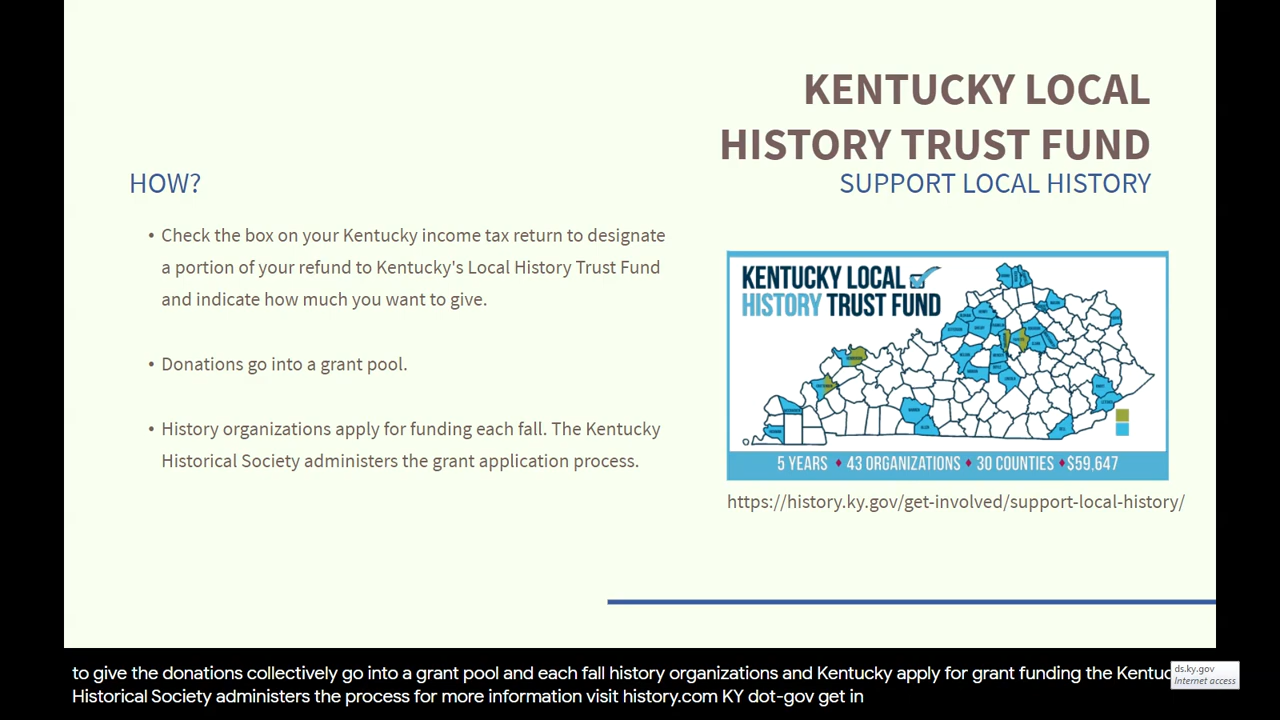 KENTUCKY LOCAL
HISTORY TRUST FUND
SUPPORT LOCAL HISTORY
HOW?
• Check the box on your Kentucky income tax return to designate
a portion of your refund to Kentucky's Local History Trust Fund
and indicate how much you want to give.
• Donations go into a grant pool.
• History organizations apply for funding each fall. The Kentucky
Historical Society administers the grant application process.
KENTUCKY LOCAL
HISTORY TRUST FUND
5 YEARS ♦ 43 ORGANIZATIONS ♦ 30 COUNTIES ♦ $59,647
https://history.ky.gov/get-involved/support-local-history/
to give the donations collectively go into a grant pool and each fall history organizations and Kentucky apply for grant funding the Kentuc
Historical Society administers the process for more information visit history.com KY dot-gov get in
ds.ky.gov
Internet access